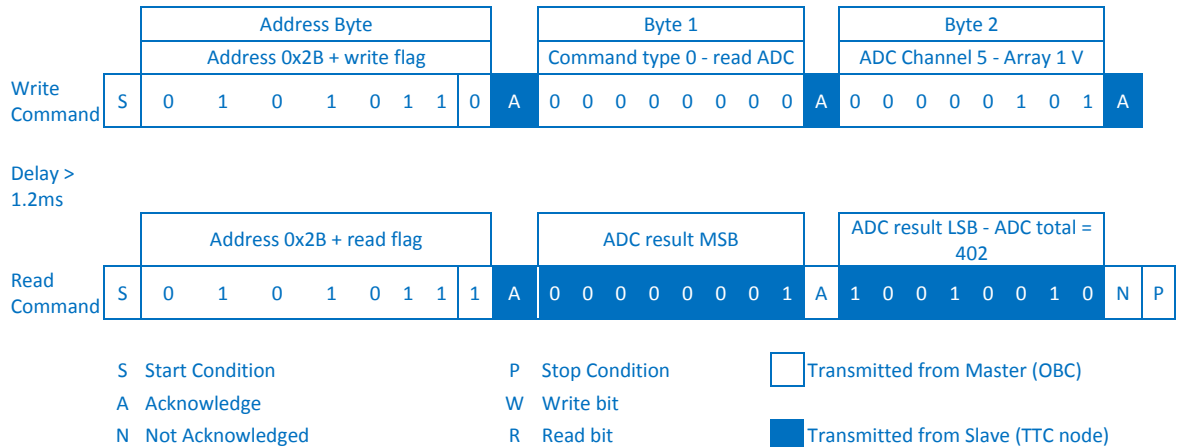 Address Byte Byte 1 Byte 2
Address 0x2B + write flag Command type 0 - read ADC ADC Channel 5 - Array 1 V
Write
Command S 0 1 0 1 0 1 1 0 A 0 0 0 0 0 0 0 0 A 0 0 0 0 0 1 0 1 A
Delay >
1.2ms
Address 0x2B + read flag ADC result MSB ADC result LSB - ADC total =
402
Read
Command S 0 1 0 1 0 1 1 1 A 0 0 0 0 0 0 0 1 A 1 0 0 1 0 0 1 0 N P
S Start Condition P Stop Condition Transmitted from Master (OBC)
A Acknowledge W Write bit
N Not Acknowledged R Read bit Transmitted from Slave (TTC node)